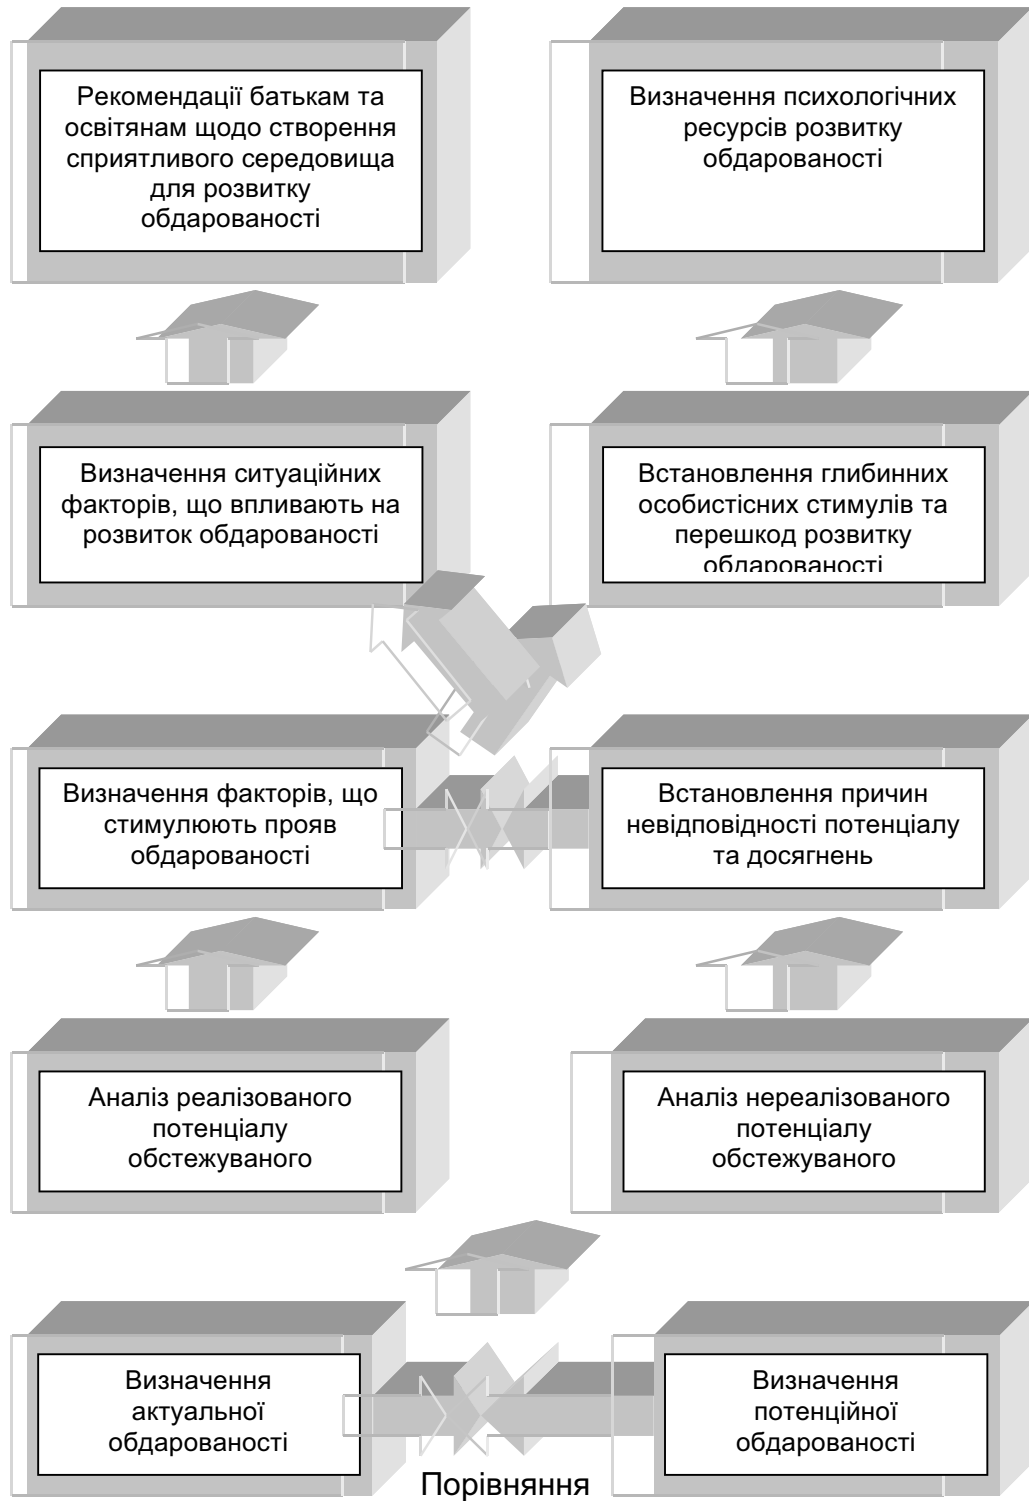 Рекомендації батькам та
освітянам щодо створення
сприятливого середовища
для розвитку
обдарованості
Визначення психологічних
ресурсів розвитку
обдарованості
Визначення ситуаційних
факторів, що впливають на
розвиток обдарованості
Встановлення глибинних
особистісних стимулів та
перешкод розвитку
обдарованості
Визначення факторів, що
стимулюють прояв
обдарованості
Встановлення причин
невідповідності потенціалу
та досягнень
Аналіз реалізованого
потенціалу
обстежуваного
Аналіз нереалізованого
потенціалу
обстежуваного
Визначення
актуальної
обдарованості
Визначення
потенційної
обдарованості
Порівняння